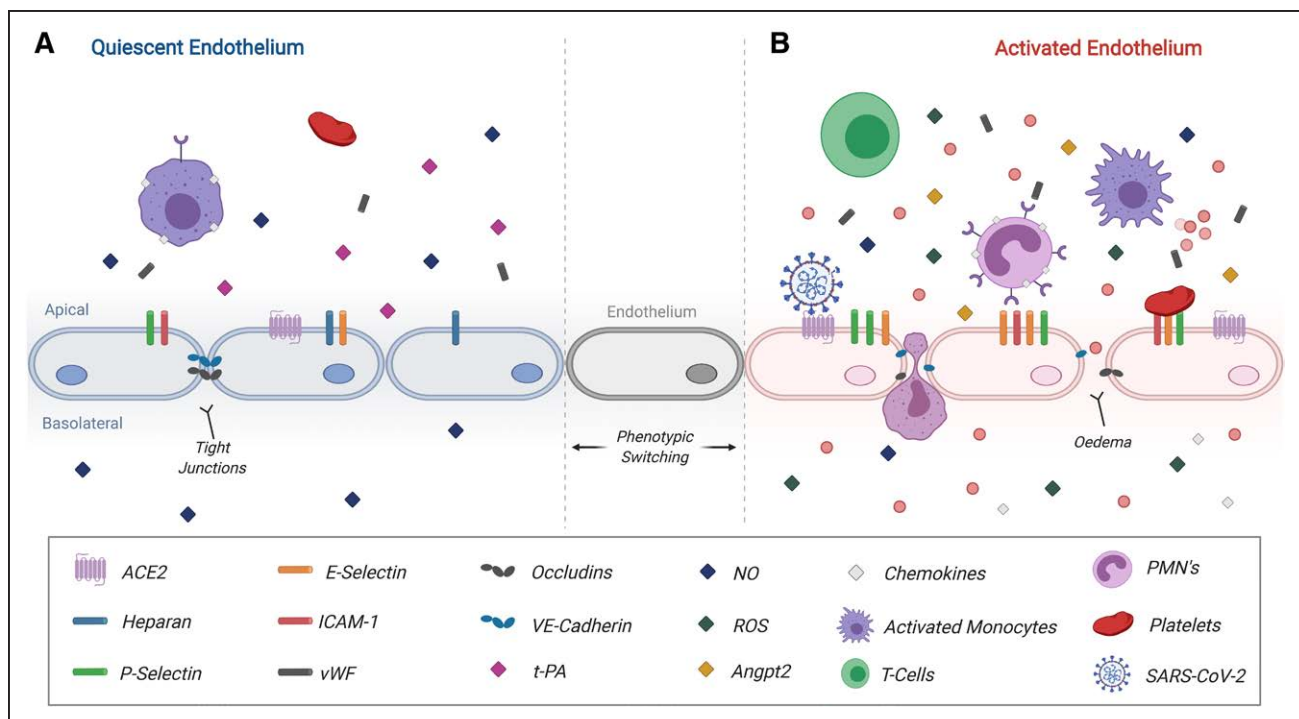 A
Quiescent Endothelium
B
Activated Endothelium
Apical
Endothelium
Basolateral
Tight
Junctions
Phenotypic
Switching
Oedema
ACE2
E-Selectin
Occludins
NO
Chemokines
PMN's
Heparan
ICAM-1
VE-Cadherin
ROS
Activated Monocytes
Platelets
P-Selectin
vWF
t-PA
Angpt2
T-Cells
SARS-CoV-2